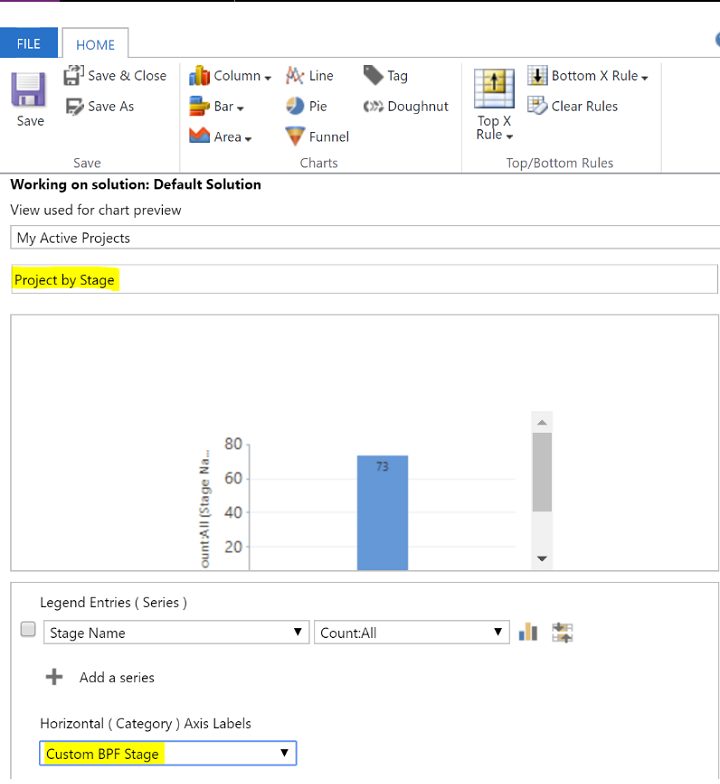 FILE
HOME
Save
Save & Close
Save As
Save
Column
Line
Tag
Bar
Pie
Doughnut
Area
Funnel
Charts
Top X
Rule
Bottom X Rule
Clear Rules
Top/Bottom Rules
Working on solution: Default Solution
View used for chart preview
My Active Projects
Project by Stage
80
60
40
20
73
ount:All (Stage Na...
Legend Entries ( Series )
Stage Name
Count:All
Add a series
Horizontal ( Category ) Axis Labels
Custom BPF Stage